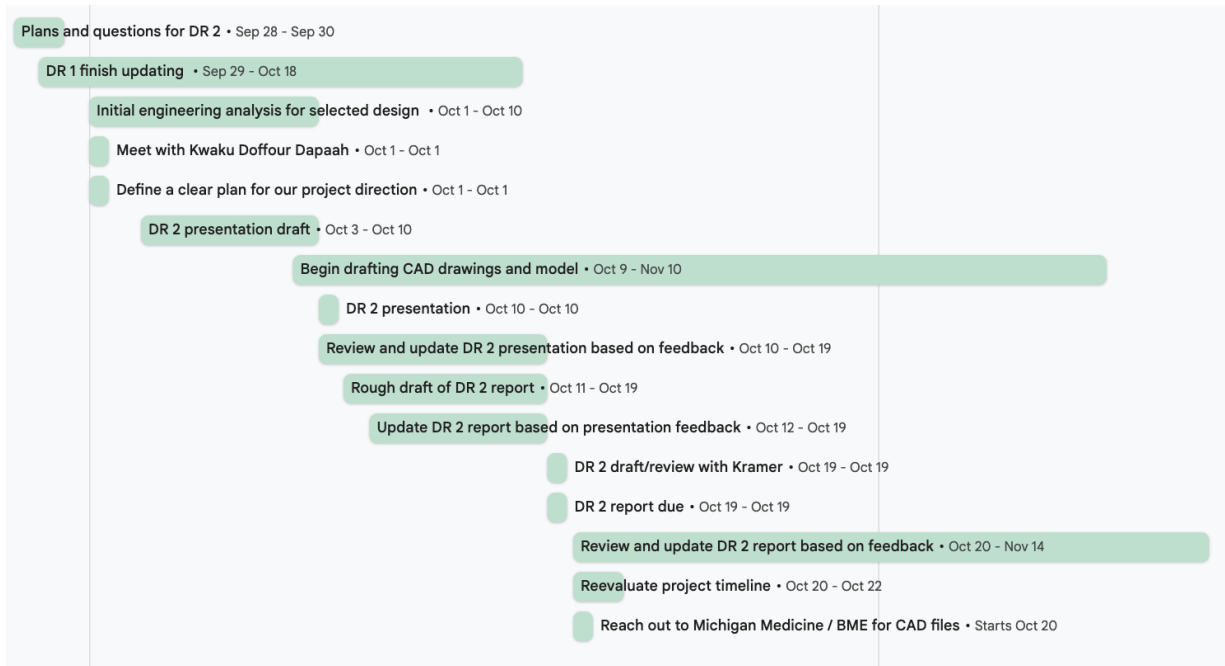 Plans and questions for DR 2 • Sep 28 - Sep 30
DR 1 finish updating • Sep 29 - Oct 18
Initial engineering analysis for selected design • Oct 1 - Oct 10
Meet with Kwaku Doffour Dapaah • Oct 1 - Oct 1
Define a clear plan for our project direction • Oct 1 - Oct 1
DR 2 presentation draft • Oct 3 - Oct 10
Begin drafting CAD drawings and model • Oct 9 - Nov 10
DR 2 presentation • Oct 10 - Oct 10
Review and update DR 2 presentation based on feedback • Oct 10 - Oct 19
Rough draft of DR 2 report • Oct 11 - Oct 19
Update DR 2 report based on presentation feedback • Oct 12 - Oct 19
DR 2 draft/review with Kramer • Oct 19 - Oct 19
DR 2 report due • Oct 19 - Oct 19
Review and update DR 2 report based on feedback • Oct 20 - Nov 14
Reevaluate project timeline • Oct 20 - Oct 22
Reach out to Michigan Medicine / BME for CAD files • Starts Oct 20